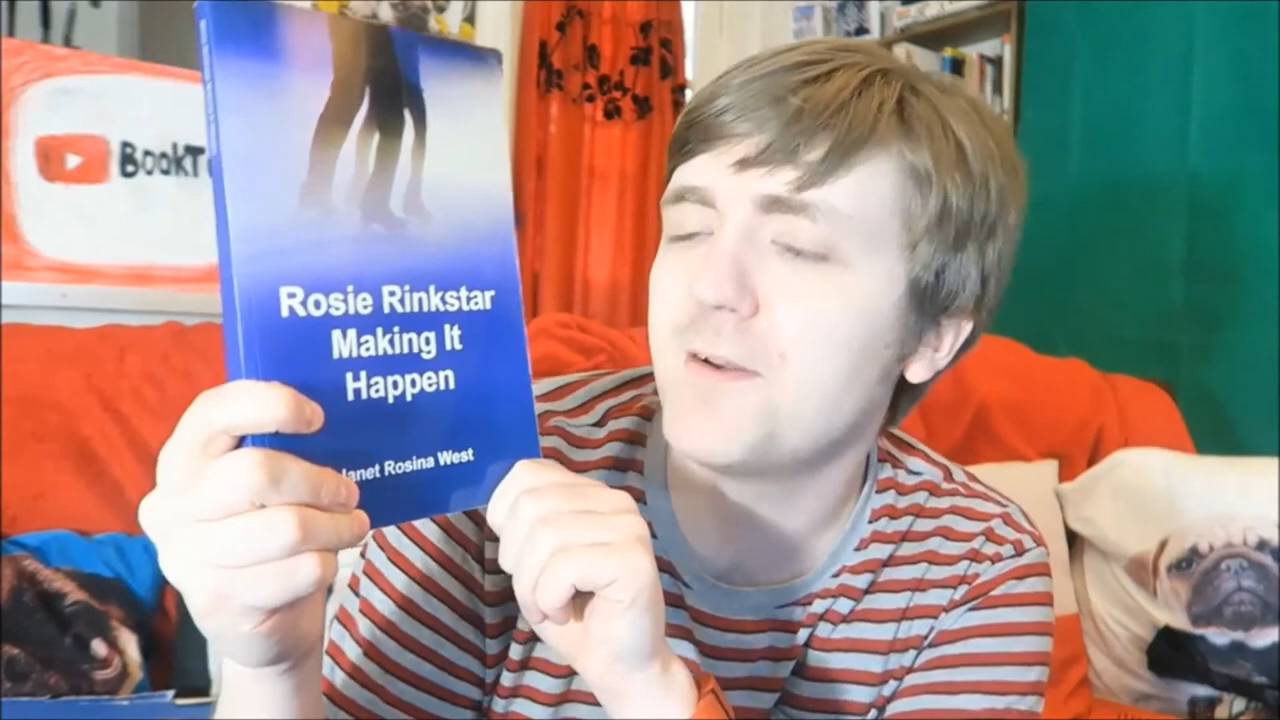 BookT
Rosie Rinkstar
Making It
Happen
Janet Rosina West